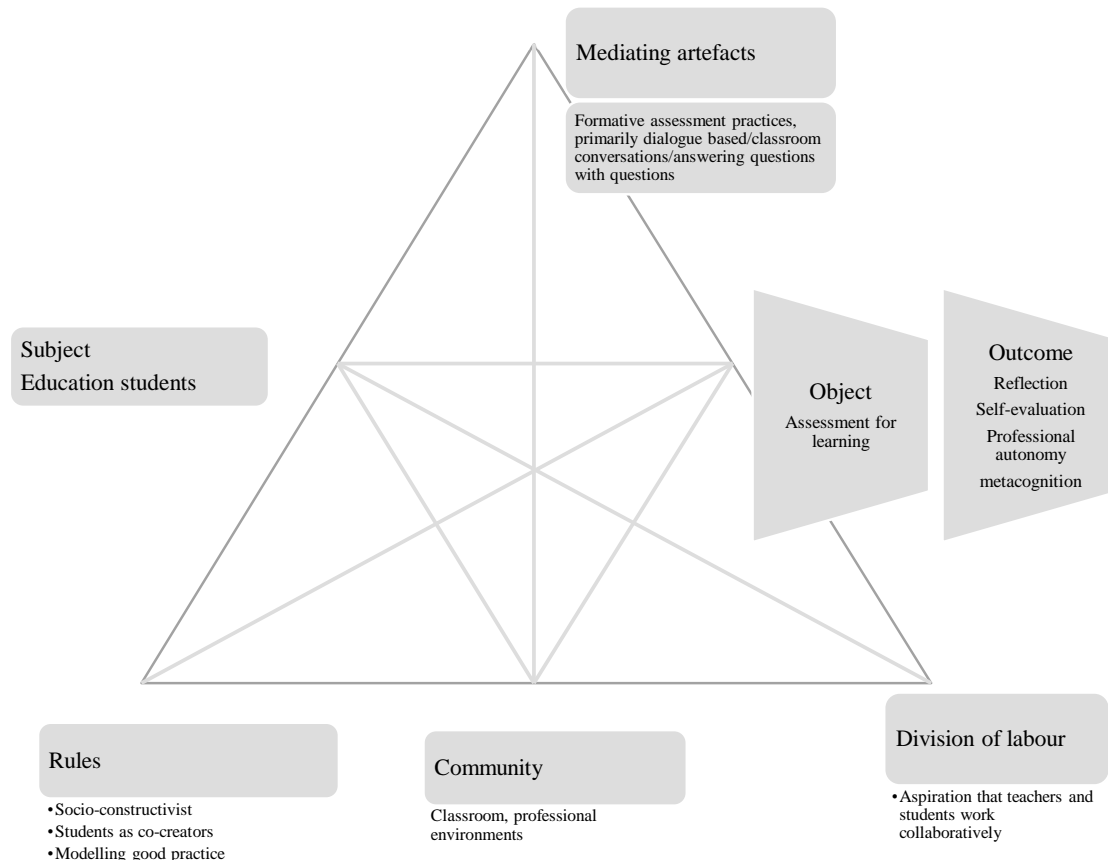 Mediating artefacts
Formative assessment practices,
primarily dialogue based/classroom
conversations/answering questions
with questions
Subject
Education students
Object
Assessment for
learning
Outcome
Reflection
Self-evaluation
Professional
autonomy
metacognition
Rules
•Socio-constructivist
•Students as co-creators
•Modelling good practice
Community
Classroom, professional
environments
Division of labour
•Aspiration that teachers and
students work
collaboratively